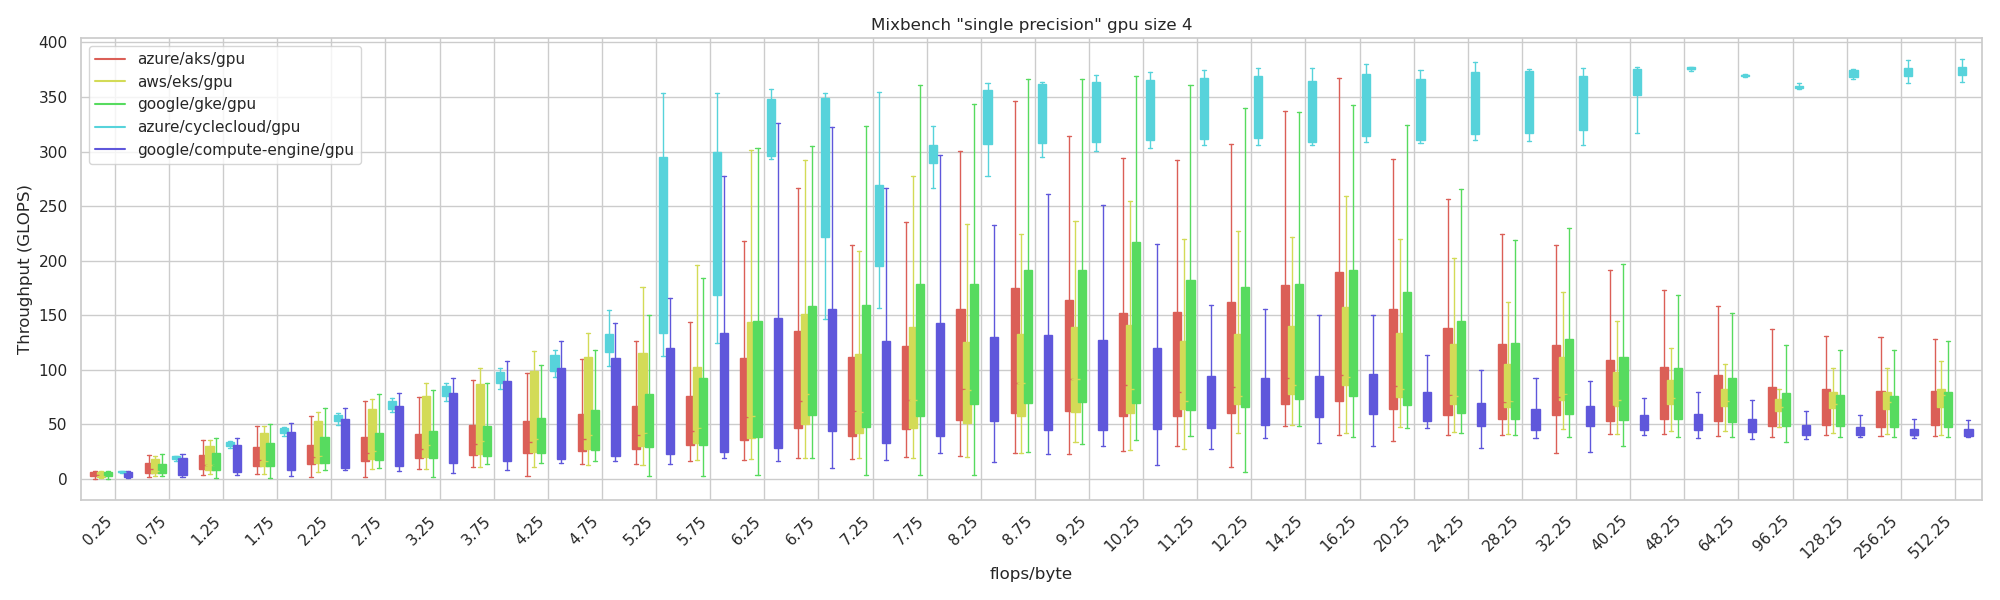 Mixbench "single precision" gpu size 4
azure/aks/gpu
aws/eks/gpu
google/gke/gpu
azure/cyclecloud/gpu
google/compute-engine/gpu
Throughput (GLOPS)
400
350
300
250
200
150
100
50
0
0.25 0.75 1.25 1.75 2.25 2.75 3.25 3.75 4.25 4.75 5.25 5.75 6.25 6.75 7.25 7.75 8.25 8.75 9.25 10.25 11.25 12.25 14.25 16.25 20.25 24.25 28.25 32.25 40.25 48.25 64.25 96.25 128.25 256.25 512.25
flops/byte